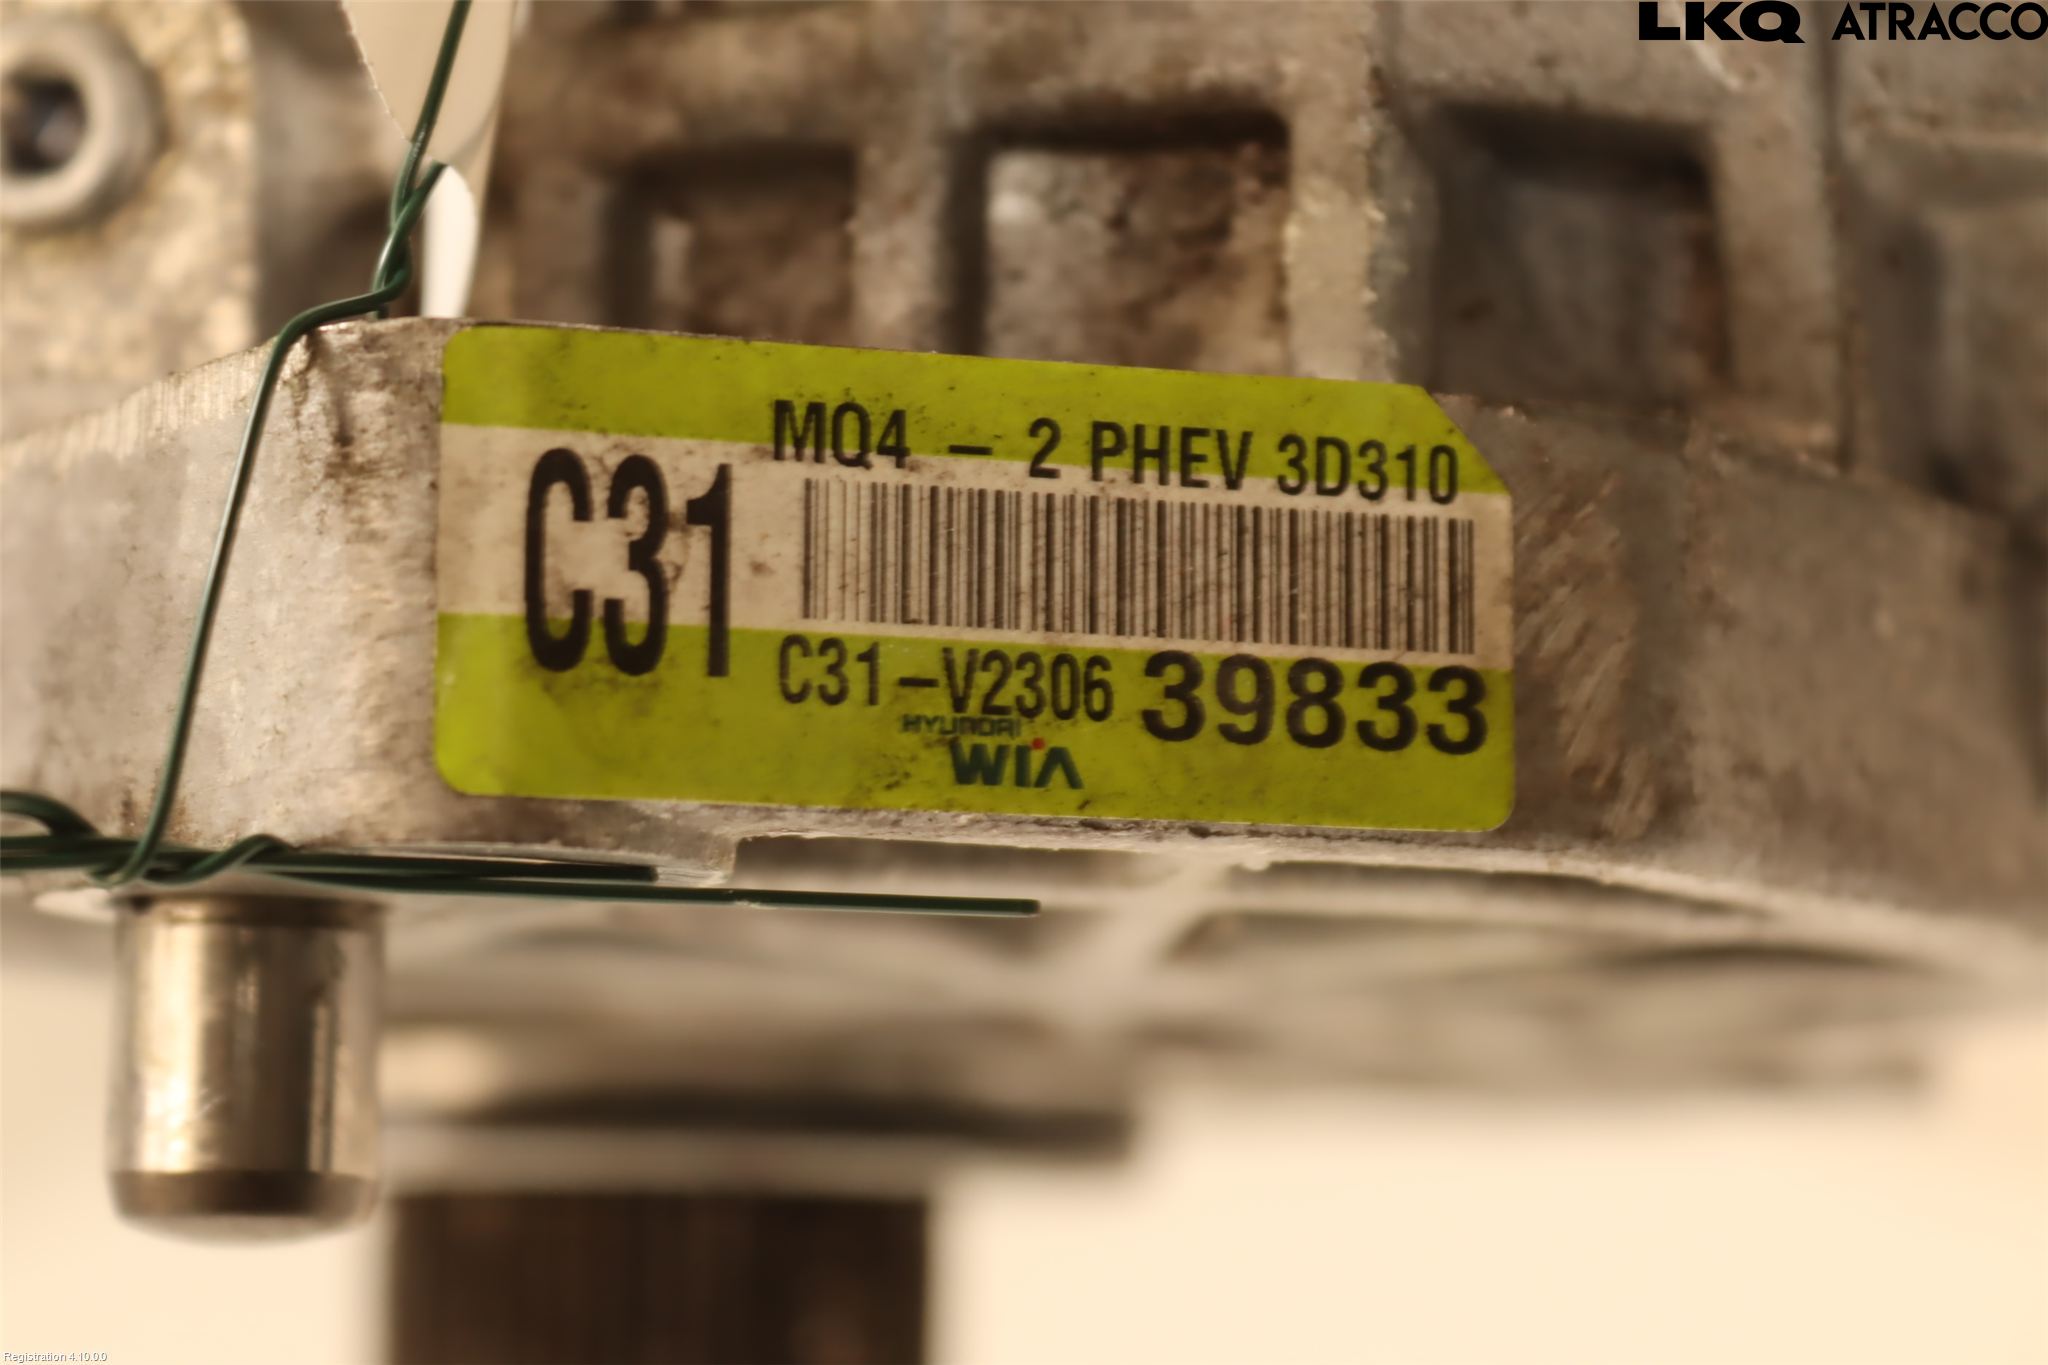 LKQ ATRACCO
MQ4 - 2 PHEV 3D310
C31
C31-V2306 39833
HYUNDAI
WIA
Registration 4.10.0.0